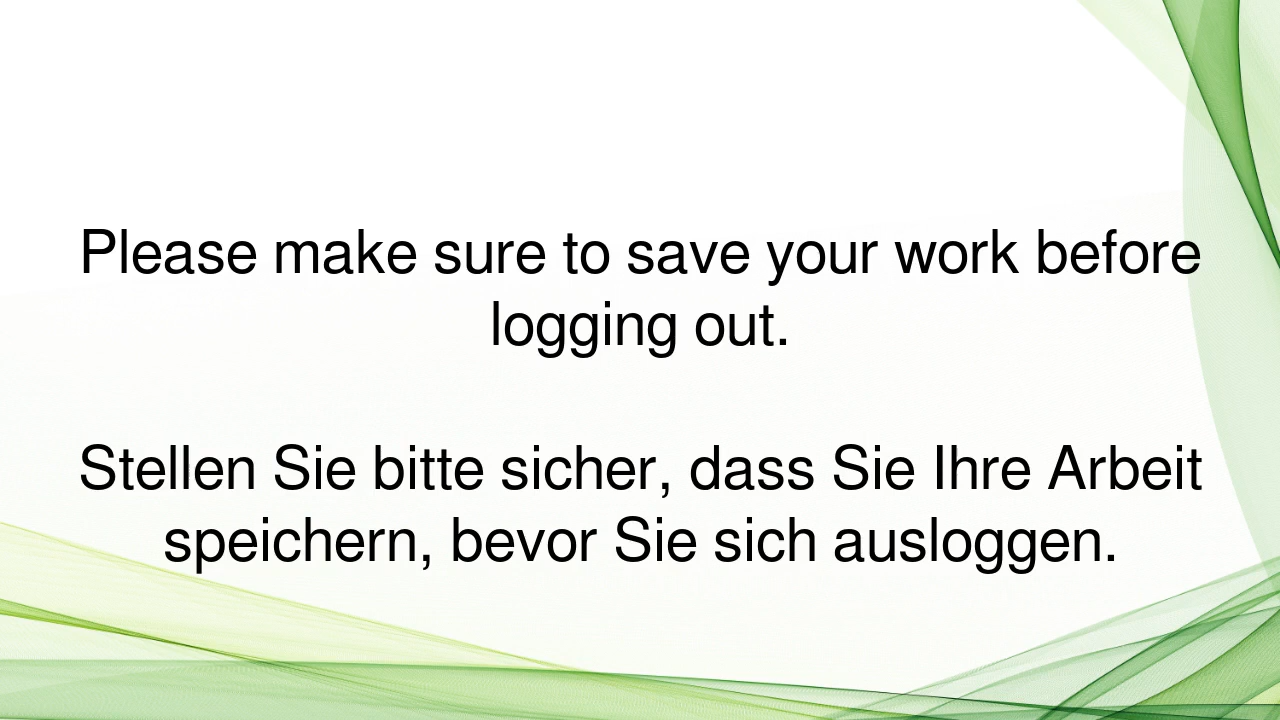 Please make sure to save your work before
logging out.
Stellen Sie bitte sicher, dass Sie Ihre Arbeit
speichern, bevor Sie sich ausloggen.